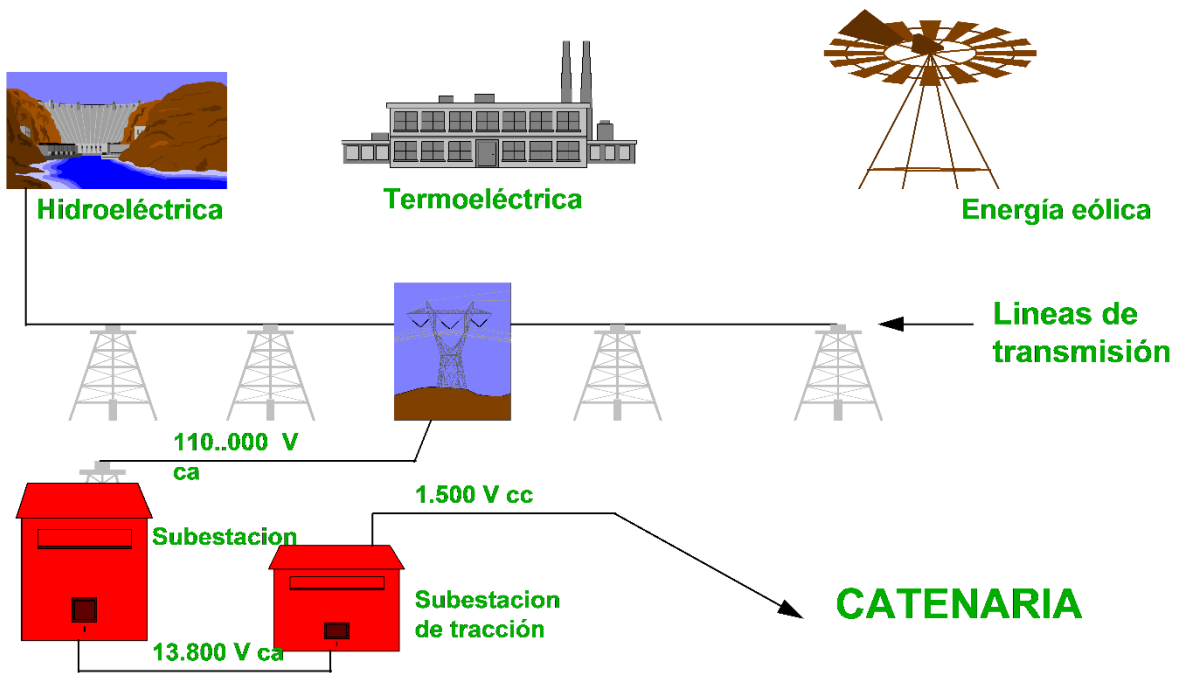 Hidroeléctrica
Termoeléctrica
Energía eólica
Lineas de
transmisión
110..000 V
ca
1.500 V cc
Subestacion
Subestacion
de tracción
CATENARIA
13.800 V ca